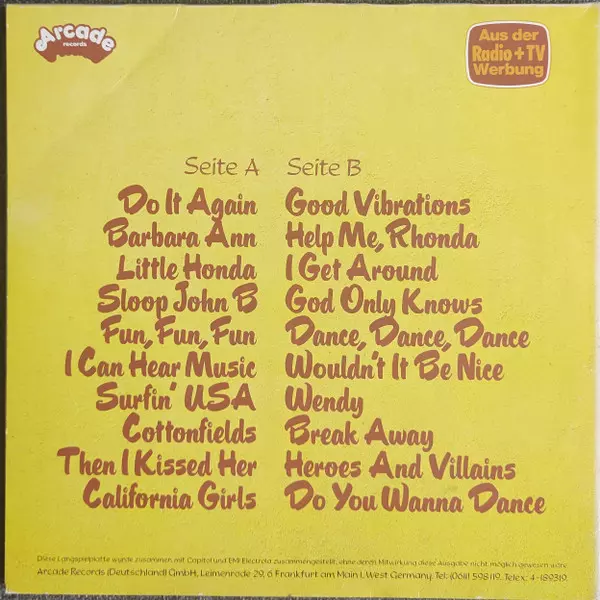 Arcade
records
Aus der
Radio + TV
Werbung
Seite A
Do It Again
Barbara Ann
Little Honda
Sloop John B
Fun, Fun, Fun
I Can Hear Music
Surfin' USA
Cottonfields
Then I Kissed Her
California Girls
Seite B
Good Vibrations
Help Me, Rhonda
I Get Around
God Only Knows
Dance, Dance, Dance
Wouldn't It Be Nice
Wendy
Break Away
Heroes And Villains
Do You Wanna Dance
Diese Langspielplatte wurde zusammen mit Capitol und EMI Electrola zusammengestellt, ohne deren Mitwirkung diese Ausgabe nicht möglich gewesen wäre.
Arcade Records (Deutschland) GmbH, Leimenrode 29, 6 Frankfurt am Main 1, West Germany. Tel: (0611) 598119. Telex: 4-189319.